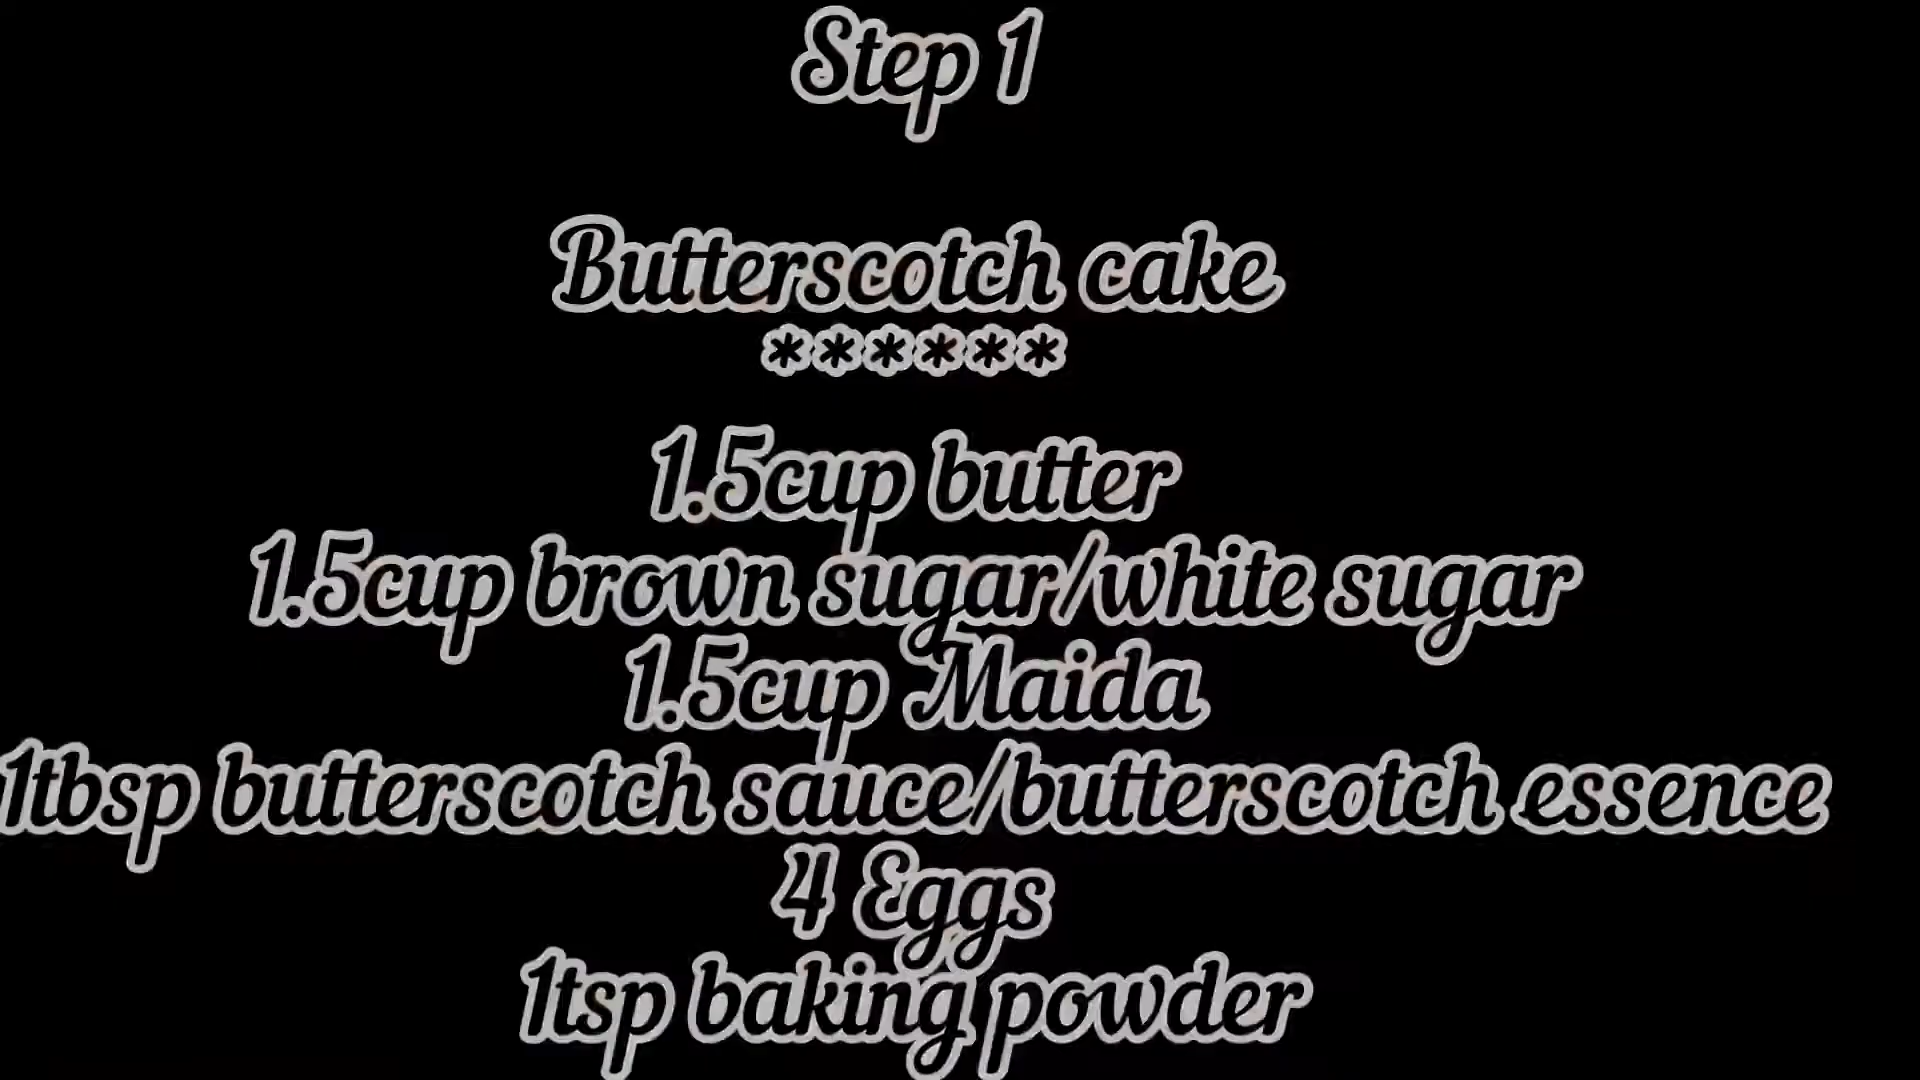 Step 1
Butterscotch cake
******
1.5cup butter
1.5cup brown sugar/white sugar
1.5cup Maida
1tbsp butterscotch sauce/butterscotch essence
4 Eggs
1tsp baking powder